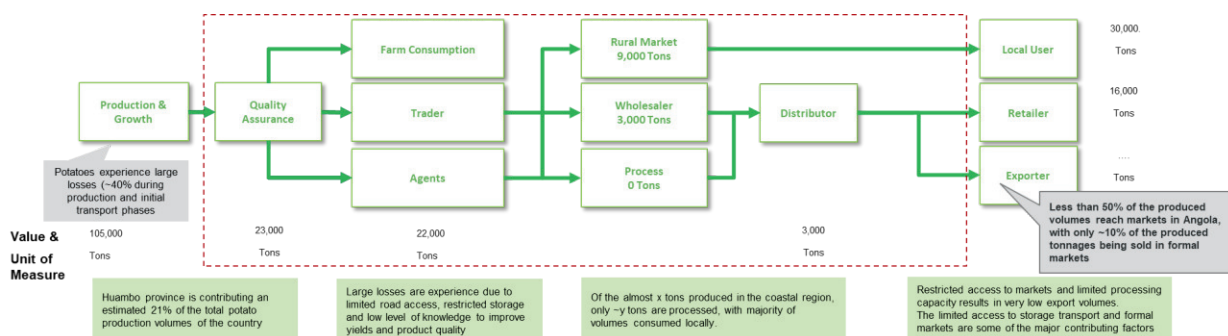 Farm Consumption
Rural Market
9,000 Tons
Local User
30,000.
Tons
Production &
Growth
Quality
Assurance
Trader
Wholesaler
3,000 Tons
Distributor
Retailer
16,000
Tons
Agents
Process
0 Tons
Exporter
....
Tons
Potatoes experience large
losses (~40% during
production and initial
transport phases
Less than 50% of the produced
volumes reach markets in Angola,
with only ~10% of the produced
tonnages being sold in formal
markets
Value &
Unit of
Measure
105,000
Tons
23,000
Tons
22,000
Tons
3,000
Tons
Huambo province is contributing an
estimated 21% of the total potato
production volumes of the country
Large losses are experience due to
limited road access, restricted storage
and low level of knowledge to improve
yields and product quality
Of the almost x tons produced in the coastal region,
only ~y tons are processed, with majority of
volumes consumed locally.
Restricted access to markets and limited processing
capacity results in very low export volumes.
The limited access to storage transport and formal
markets are some of the major contributing factors